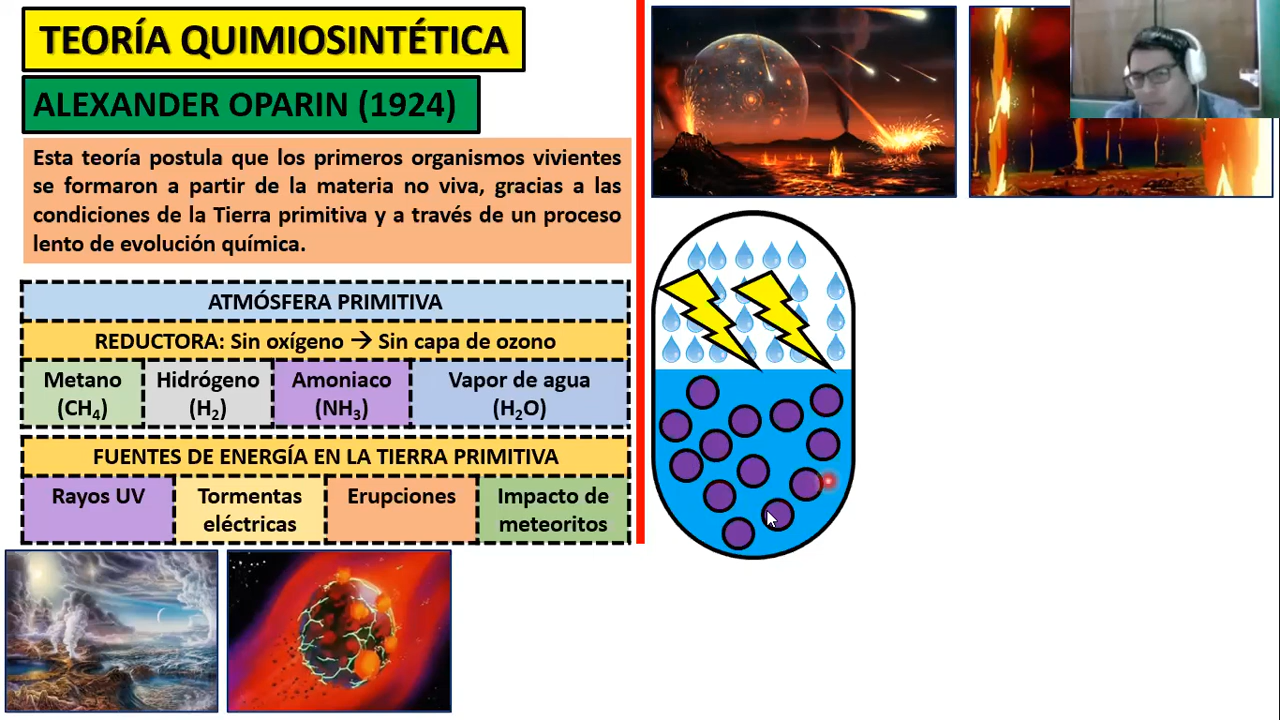 TEORÍA QUIMIOSINTÉTICA
ALEXANDER OPARIN (1924)
Esta teoría postula que los primeros organismos vivientes
se formaron a partir de la materia no viva, gracias a las
condiciones de la Tierra primitiva y a través de un proceso
lento de evolución química.
ATMÓSFERA PRIMITIVA
REDUCTORA: Sin oxígeno → Sin capa de ozono
Metano
(CH₄)
Hidrógeno
(H₂)
Amoniaco
(NH₃)
Vapor de agua
(H₂O)
FUENTES DE ENERGÍA EN LA TIERRA PRIMITIVA
Rayos UV
Tormentas
eléctricas
Erupciones
Impacto de
meteoritos